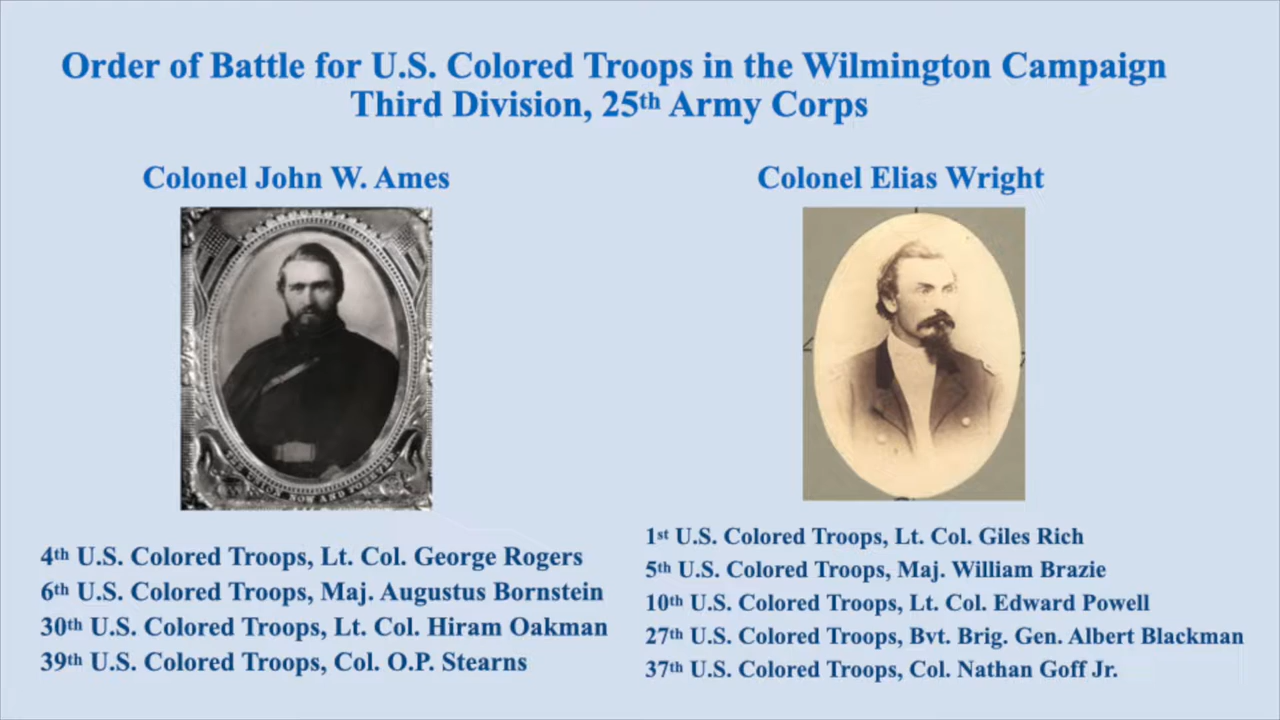 Order of Battle for U.S. Colored Troops in the Wilmington Campaign
Third Division, 25th Army Corps
Colonel John W. Ames
NOW AND FOREVER
4th U.S. Colored Troops, Lt. Col. George Rogers
6th U.S. Colored Troops, Maj. Augustus Bornstein
30th U.S. Colored Troops, Lt. Col. Hiram Oakman
39th U.S. Colored Troops, Col. O.P. Stearns
Colonel Elias Wright
1st U.S. Colored Troops, Lt. Col. Giles Rich
5th U.S. Colored Troops, Maj. William Brazie
10th U.S. Colored Troops, Lt. Col. Edward Powell
27th U.S. Colored Troops, Bvt. Brig. Gen. Albert Blackman
37th U.S. Colored Troops, Col. Nathan Goff Jr.